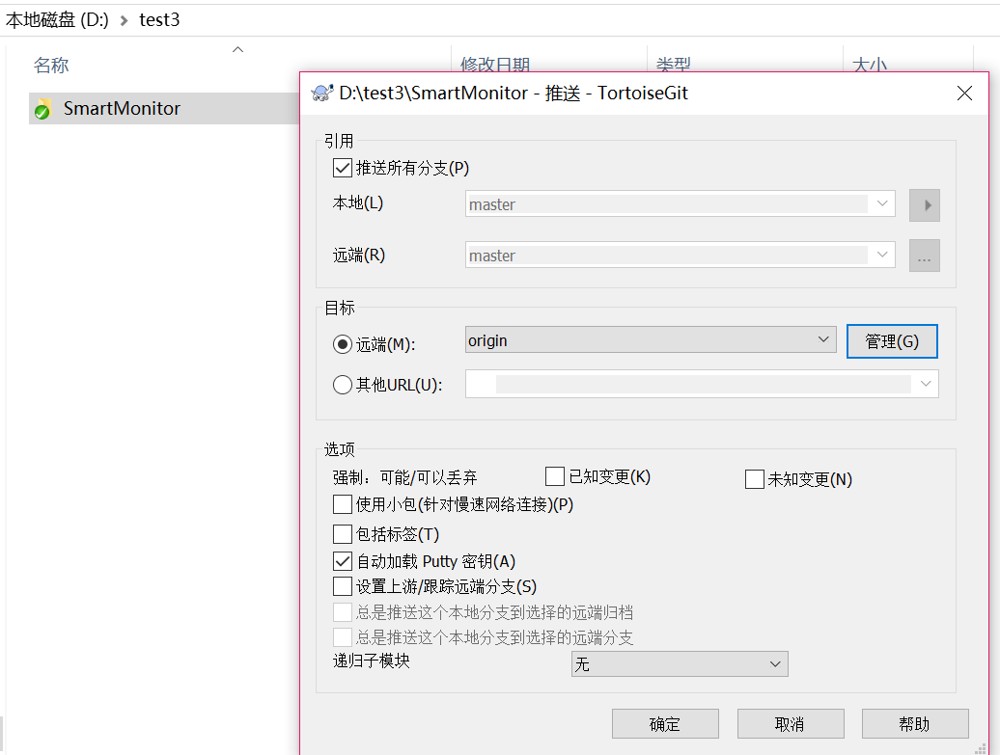 本地磁盘 (D:) > test3
名称 修改日期 类型 大小
SmartMonitor
D:\test3\SmartMonitor - 推送 - TortoiseGit
引用
推送所有分支(P)
本地(L) master
远端(R) master ...
目标
远端(M): origin 管理(G)
其他URL(U):
选项
强制：可能/可以丢弃 已知变更(K) 未知变更(N)
使用小包(针对慢速网络连接)(P)
包括标签(T)
自动加载 Putty 密钥(A)
设置上游/跟踪远端分支(S)
总是推送这个本地分支到选择的远端归档
总是推送这个本地分支到选择的远端分支
递归子模块 无
确定 取消 帮助